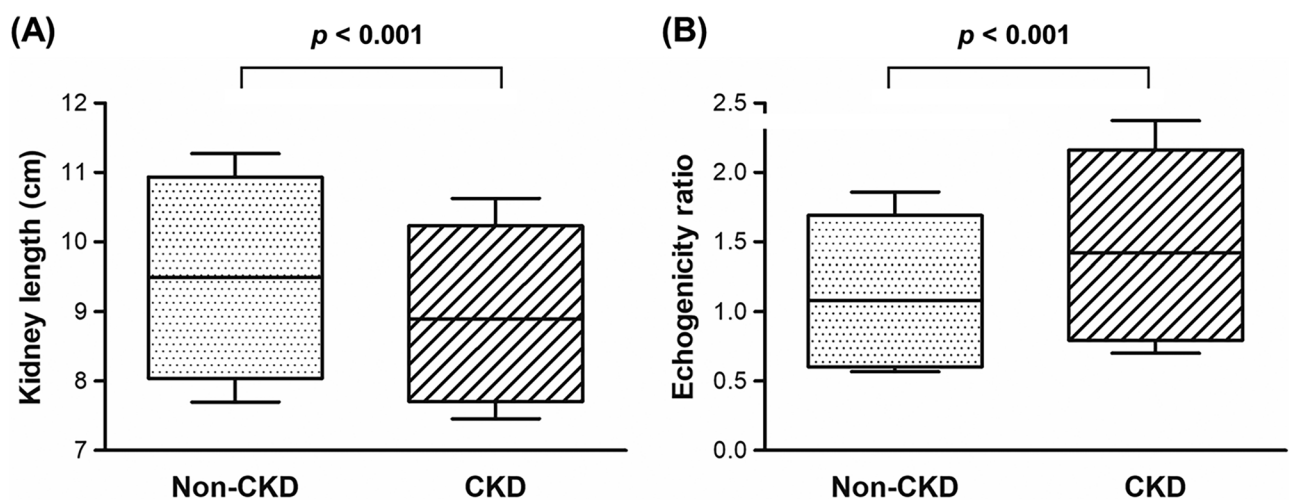 (A)
p < 0.001
Kidney length (cm)
12
11
10
9
8
7
Non-CKD CKD
(B)
p < 0.001
Echogenicity ratio
2.5
2.0
1.5
1.0
0.5
0.0
Non-CKD CKD